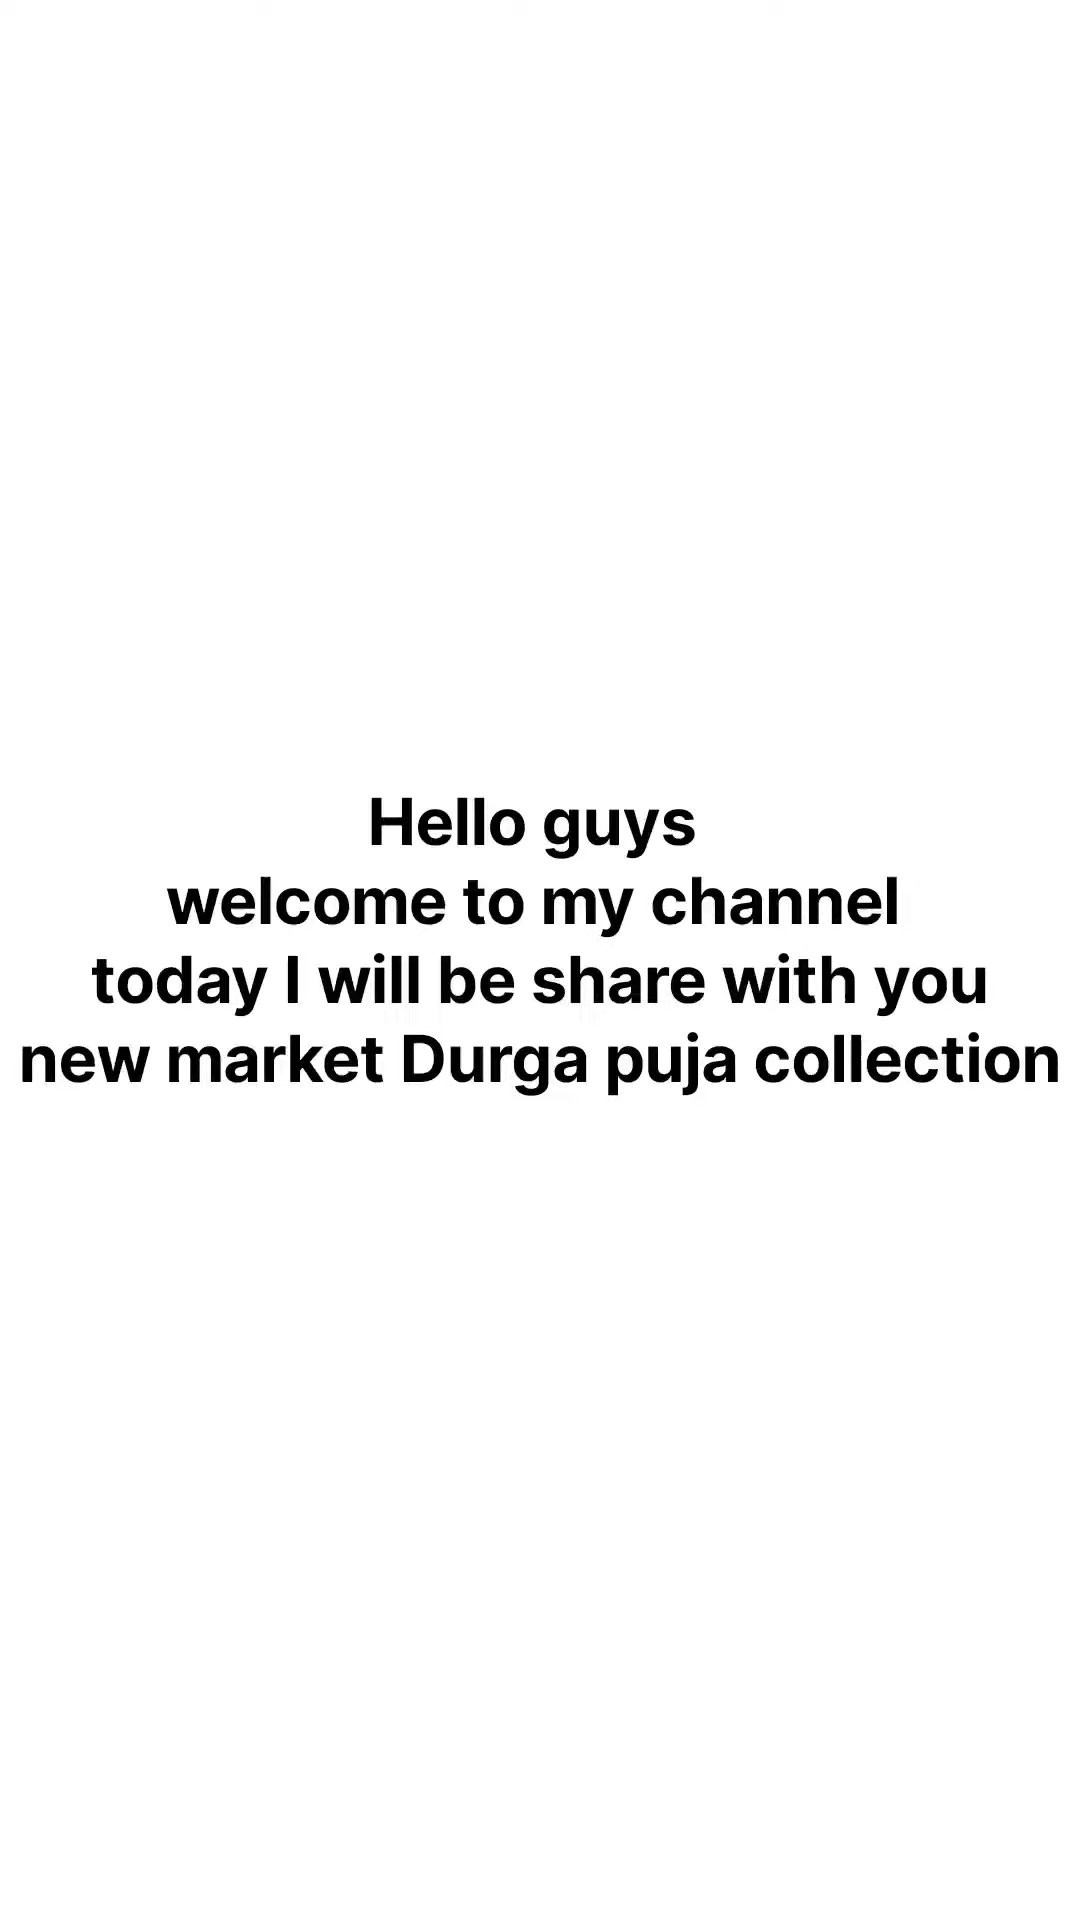 Hello guys
welcome to my channel
today I will be share with you
new market Durga puja collection